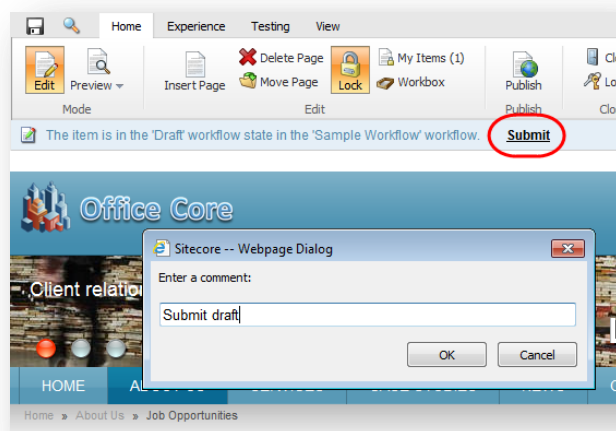 Home Experience Testing View
Edit Preview Insert Page Delete Page Move Page Lock My Items (1) Workbox Publish
Mode Edit Publish
The item is in the 'Draft' workflow state in the 'Sample Workflow' workflow. Submit
Office Core
Sitecore -- Webpage Dialog
Enter a comment:
Client relatio
Submit draft
OK Cancel
HOME
Home » About Us » Job Opportunities